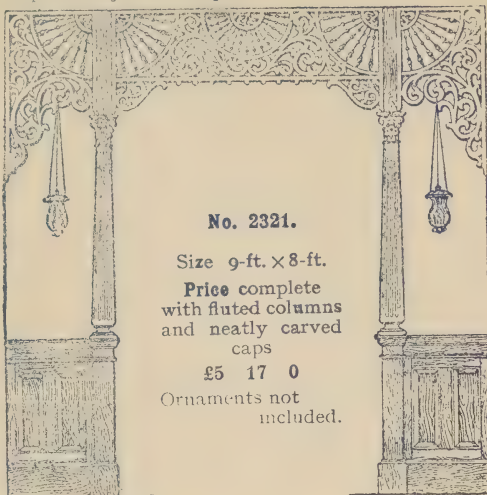 No. 2321.
Size 9-ft. × 8-ft.
Price complete
with fluted columns
and neatly carved
caps
£5 17 0
Ornaments not
included.